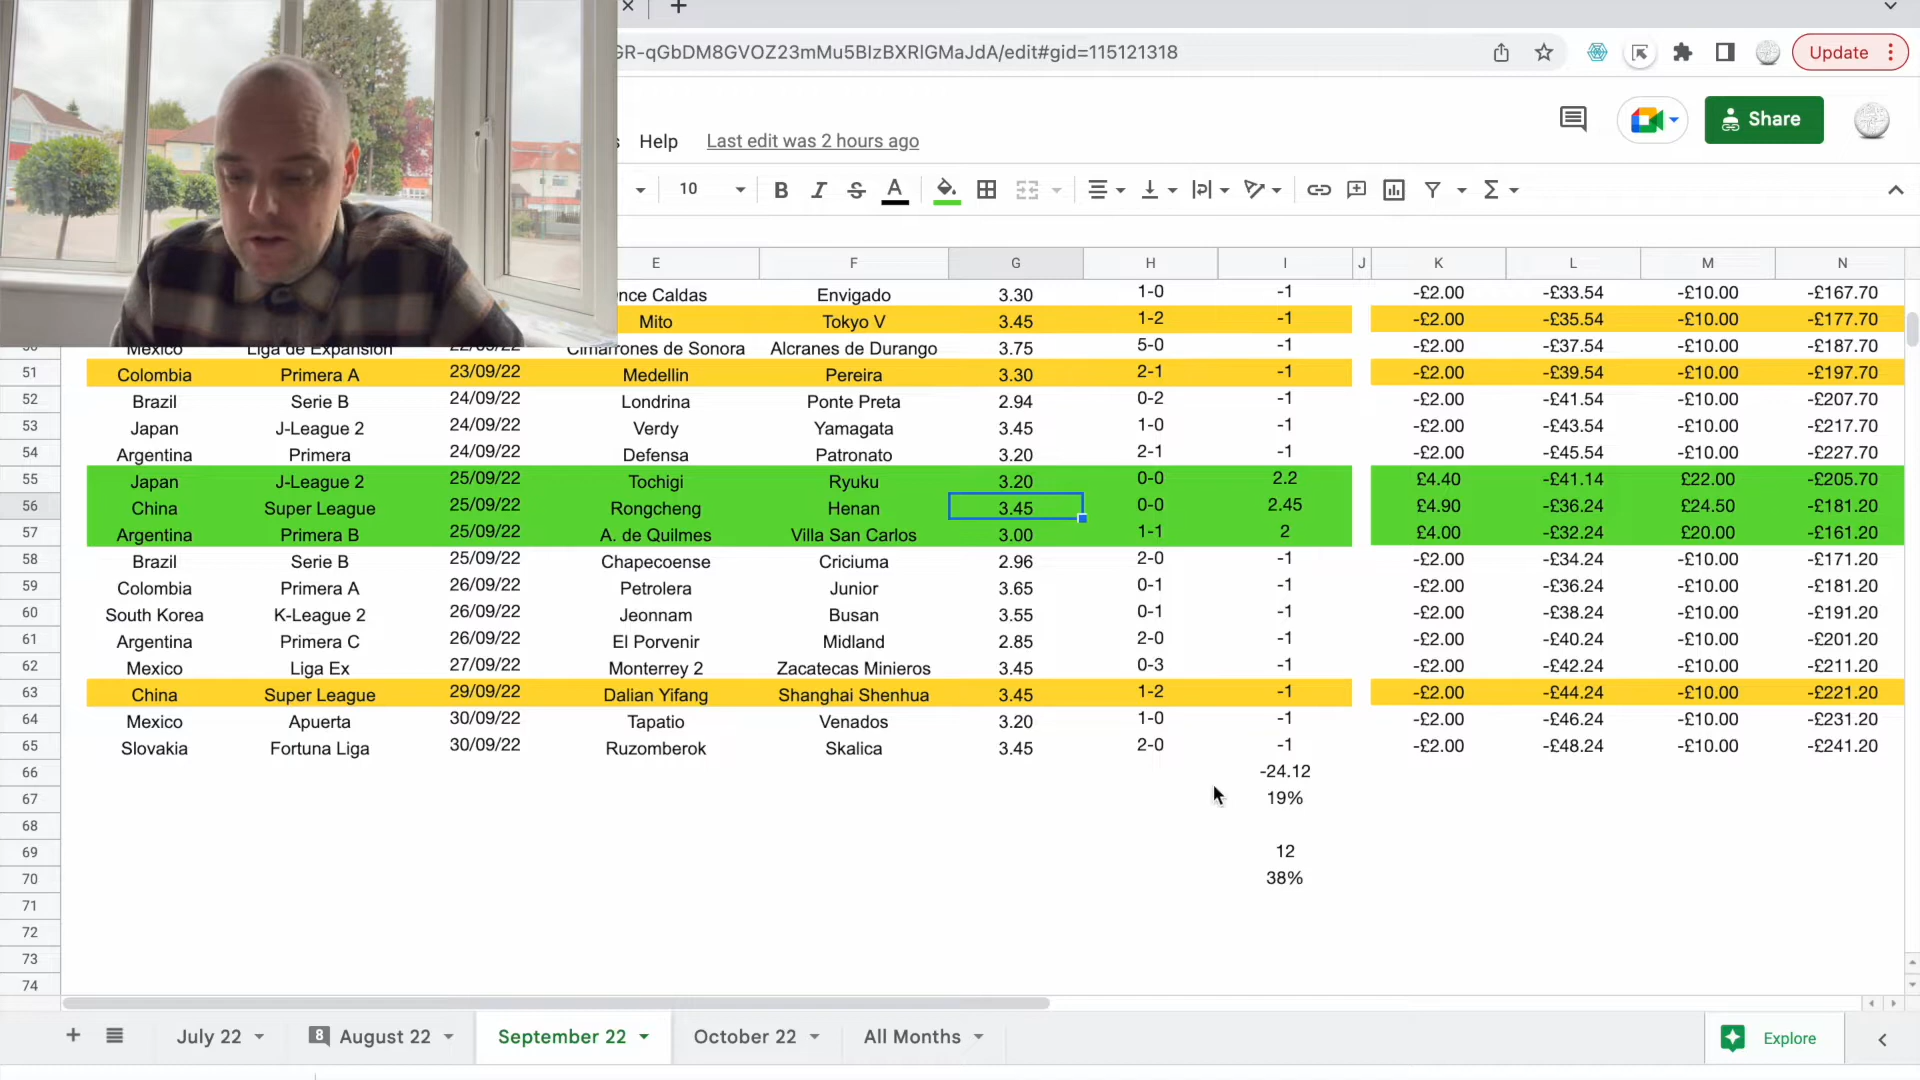 GR-qGbDM8GVOZ23mMu5BIzBXRlGMaJdA/edit#gid=115121318
Update
Help Last edit was 2 hours ago
Share
10 B I S A
E F G H I J K L M N
Once Caldas Envigado 3.30 1-0 -1 -£2.00 -£33.54 -£10.00 -£167.70
Mito Tokyo V 3.45 1-2 -1 -£2.00 -£35.54 -£10.00 -£177.70
Mexico Liga de Expansion 22/09/22 Cimarrones de Sonora Alcranes de Durango 3.75 5-0 -1 -£2.00 -£37.54 -£10.00 -£187.70
51 Colombia Primera A 23/09/22 Medellin Pereira 3.30 2-1 -1 -£2.00 -£39.54 -£10.00 -£197.70
52 Brazil Serie B 24/09/22 Londrina Ponte Preta 2.94 0-2 -1 -£2.00 -£41.54 -£10.00 -£207.70
53 Japan J-League 2 24/09/22 Verdy Yamagata 3.45 1-0 -1 -£2.00 -£43.54 -£10.00 -£217.70
54 Argentina Primera 24/09/22 Defensa Patronato 3.20 2-1 -1 -£2.00 -£45.54 -£10.00 -£227.70
55 Japan J-League 2 25/09/22 Tochigi Ryuku 3.20 0-0 2.2 £4.40 -£41.14 £22.00 -£205.70
56 China Super League 25/09/22 Rongcheng Henan 3.45 0-0 2.45 £4.90 -£36.24 £24.50 -£181.20
57 Argentina Primera B 25/09/22 A. de Quilmes Villa San Carlos 3.00 1-1 2 £4.00 -£32.24 £20.00 -£161.20
58 Brazil Serie B 25/09/22 Chapecoense Criciuma 2.96 2-0 -1 -£2.00 -£34.24 -£10.00 -£171.20
59 Colombia Primera A 26/09/22 Petrolera Junior 3.65 0-1 -1 -£2.00 -£36.24 -£10.00 -£181.20
60 South Korea K-League 2 26/09/22 Jeonnam Busan 3.55 0-1 -1 -£2.00 -£38.24 -£10.00 -£191.20
61 Argentina Primera C 26/09/22 El Porvenir Midland 2.85 2-0 -1 -£2.00 -£40.24 -£10.00 -£201.20
62 Mexico Liga Ex 27/09/22 Monterrey 2 Zacatecas Minieros 3.45 0-3 -1 -£2.00 -£42.24 -£10.00 -£211.20
63 China Super League 29/09/22 Dalian Yifang Shanghai Shenhua 3.45 1-2 -1 -£2.00 -£44.24 -£10.00 -£221.20
64 Mexico Apuerta 30/09/22 Tapatio Venados 3.20 1-0 -1 -£2.00 -£46.24 -£10.00 -£231.20
65 Slovakia Fortuna Liga 30/09/22 Ruzomberok Skalica 3.45 2-0 -1 -£2.00 -£48.24 -£10.00 -£241.20
66 -24.12
67 19%
68
69 12
70 38%
71
72
73
74
July 22 8 August 22 September 22 October 22 All Months Explore